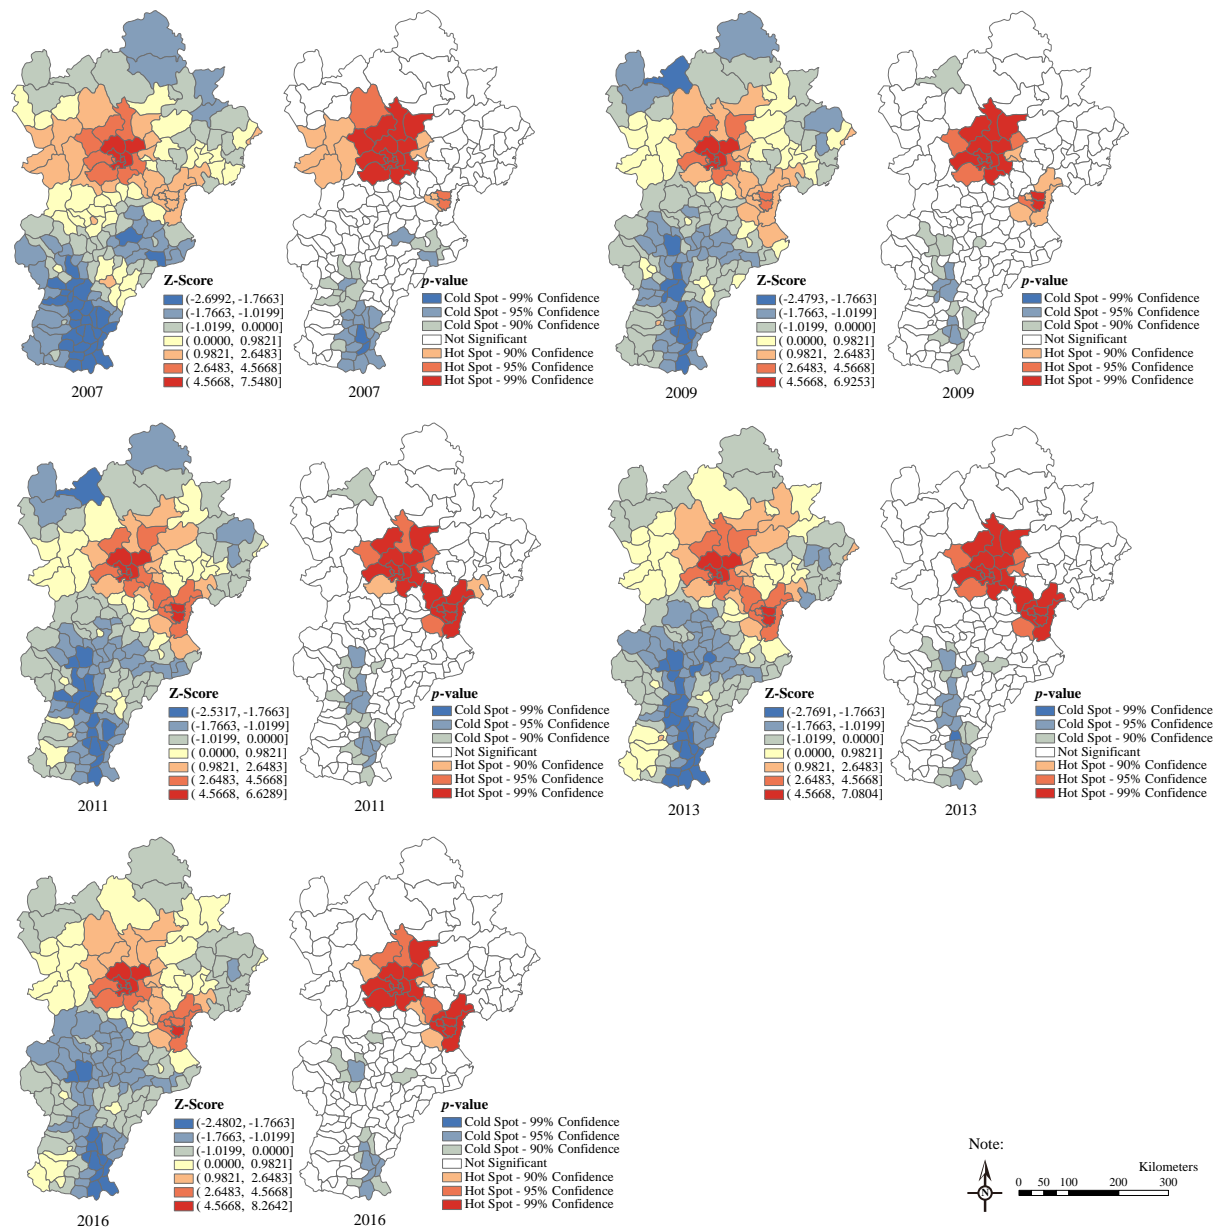 Z-Score
(-2.6992, -1.7663]
(-1.7663, -1.0199]
(-1.0199, 0.0000]
( 0.0000, 0.9821]
( 0.9821, 2.6483]
( 2.6483, 4.5668]
( 4.5668, 7.5480]
2007
p-value
Cold Spot - 99% Confidence
Cold Spot - 95% Confidence
Cold Spot - 90% Confidence
Not Significant
Hot Spot - 90% Confidence
Hot Spot - 95% Confidence
Hot Spot - 99% Confidence
2007
Z-Score
(-2.4793, -1.7663]
(-1.7663, -1.0199]
(-1.0199, 0.0000]
( 0.0000, 0.9821]
( 0.9821, 2.6483]
( 2.6483, 4.5668]
( 4.5668, 6.9253]
2009
p-value
Cold Spot - 99% Confidence
Cold Spot - 95% Confidence
Cold Spot - 90% Confidence
Not Significant
Hot Spot - 90% Confidence
Hot Spot - 95% Confidence
Hot Spot - 99% Confidence
2009
Z-Score
(-2.5317, -1.7663]
(-1.7663, -1.0199]
(-1.0199, 0.0000]
( 0.0000, 0.9821]
( 0.9821, 2.6483]
( 2.6483, 4.5668]
( 4.5668, 6.6289]
2011
p-value
Cold Spot - 99% Confidence
Cold Spot - 95% Confidence
Cold Spot - 90% Confidence
Not Significant
Hot Spot - 90% Confidence
Hot Spot - 95% Confidence
Hot Spot - 99% Confidence
2011
Z-Score
(-2.7691, -1.7663]
(-1.7663, -1.0199]
(-1.0199, 0.0000]
( 0.0000, 0.9821]
( 0.9821, 2.6483]
( 2.6483, 4.5668]
( 4.5668, 7.0804]
2013
p-value
Cold Spot - 99% Confidence
Cold Spot - 95% Confidence
Cold Spot - 90% Confidence
Not Significant
Hot Spot - 90% Confidence
Hot Spot - 95% Confidence
Hot Spot - 99% Confidence
2013
Z-Score
(-2.4802, -1.7663]
(-1.7663, -1.0199]
(-1.0199, 0.0000]
( 0.0000, 0.9821]
( 0.9821, 2.6483]
( 2.6483, 4.5668]
( 4.5668, 8.2642]
2016
p-value
Cold Spot - 99% Confidence
Cold Spot - 95% Confidence
Cold Spot - 90% Confidence
Not Significant
Hot Spot - 90% Confidence
Hot Spot - 95% Confidence
Hot Spot - 99% Confidence
2016
Note:
N
Kilometers
0 25 50 100 200 300